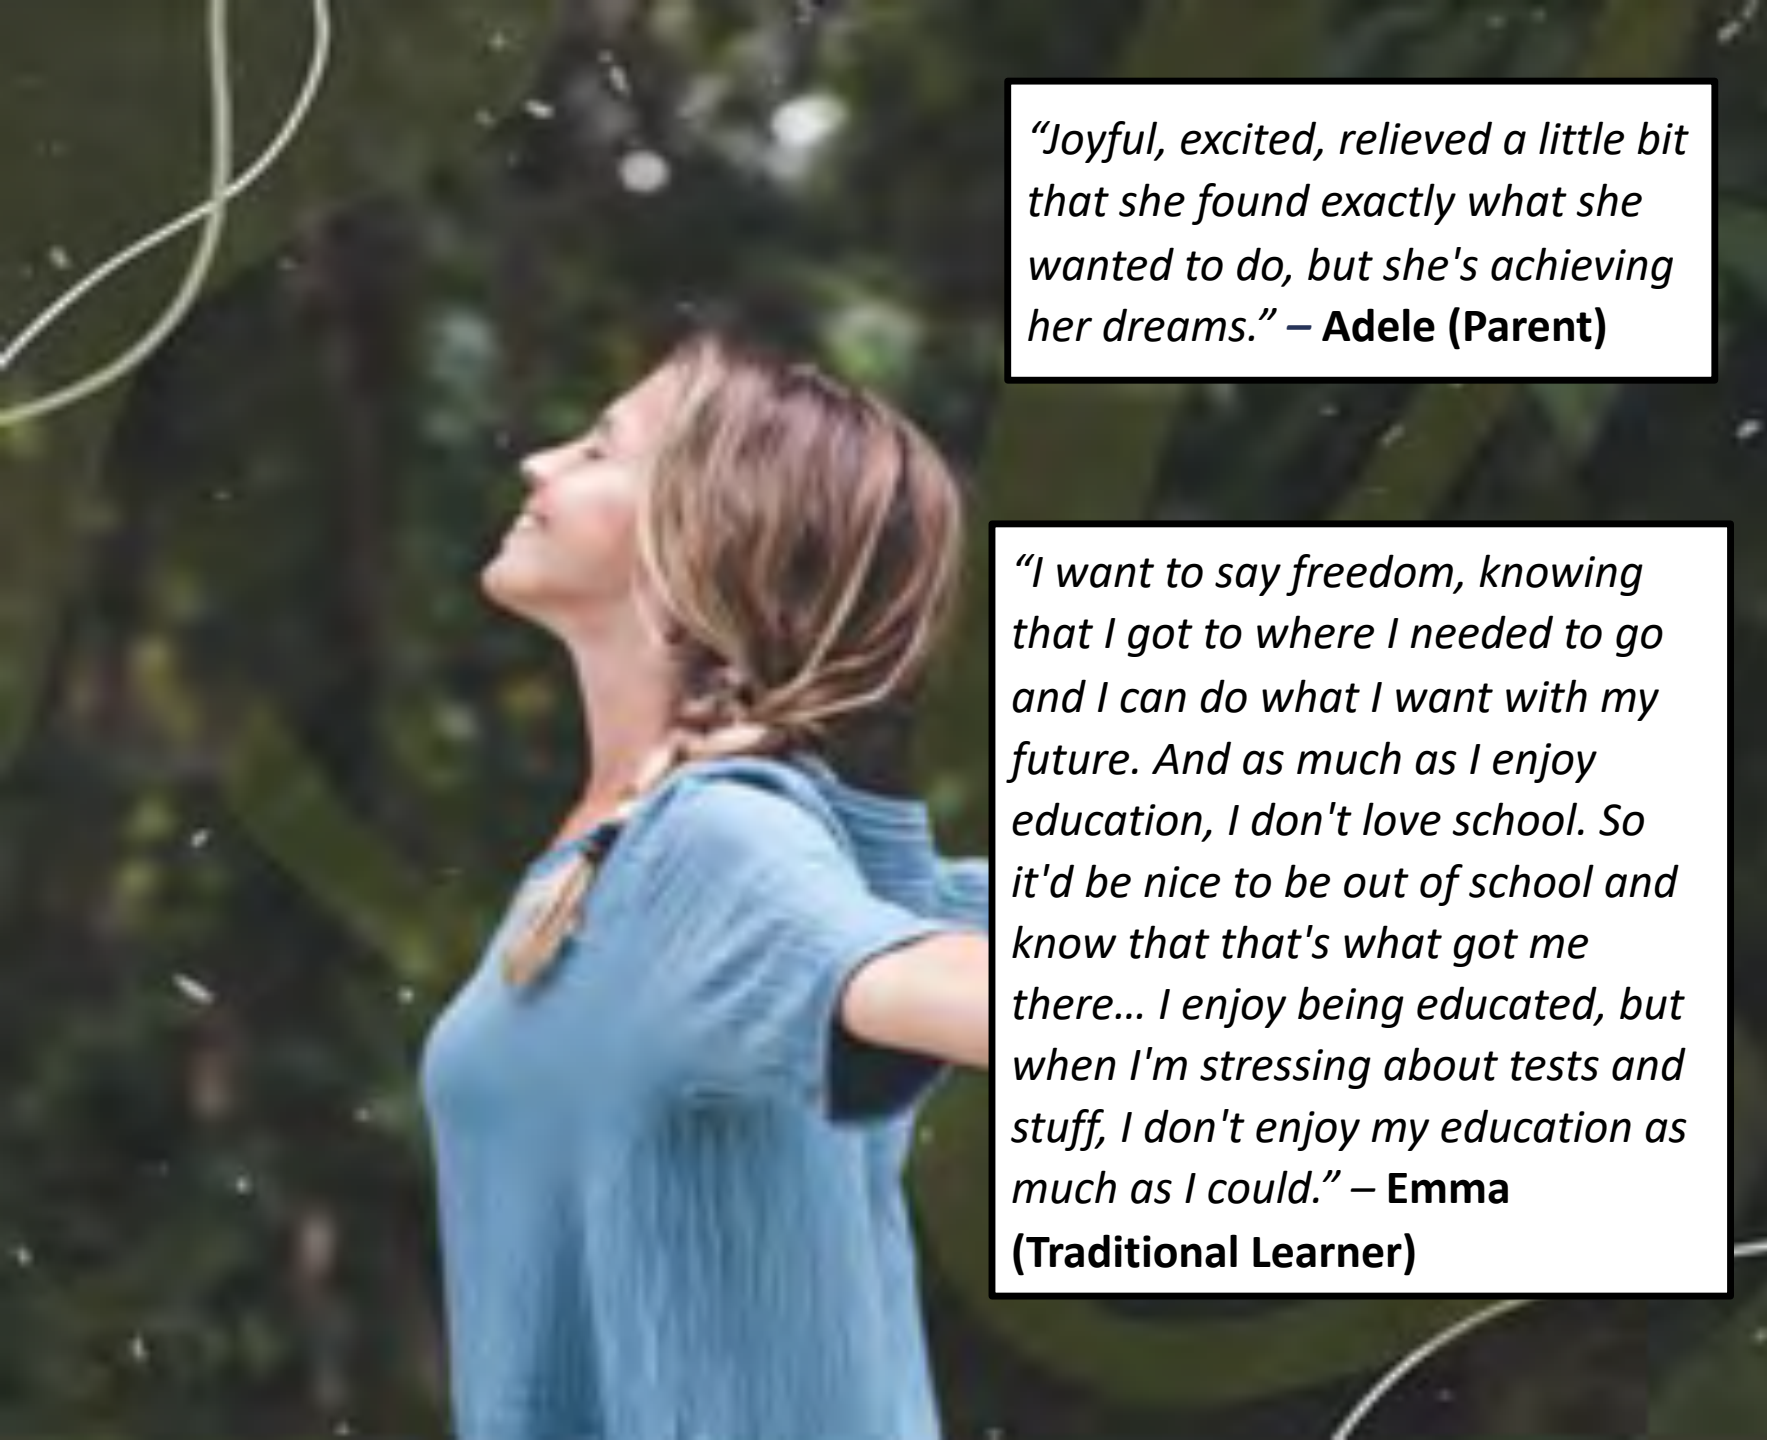 “Joyful, excited, relieved a little bit
that she found exactly what she
wanted to do, but she's achieving
her dreams.” – Adele (Parent)
“I want to say freedom, knowing
that I got to where I needed to go
and I can do what I want with my
future. And as much as I enjoy
education, I don't love school. So
it'd be nice to be out of school and
know that that's what got me
there... I enjoy being educated, but
when I'm stressing about tests and
stuff, I don't enjoy my education as
much as I could.” – Emma
(Traditional Learner)